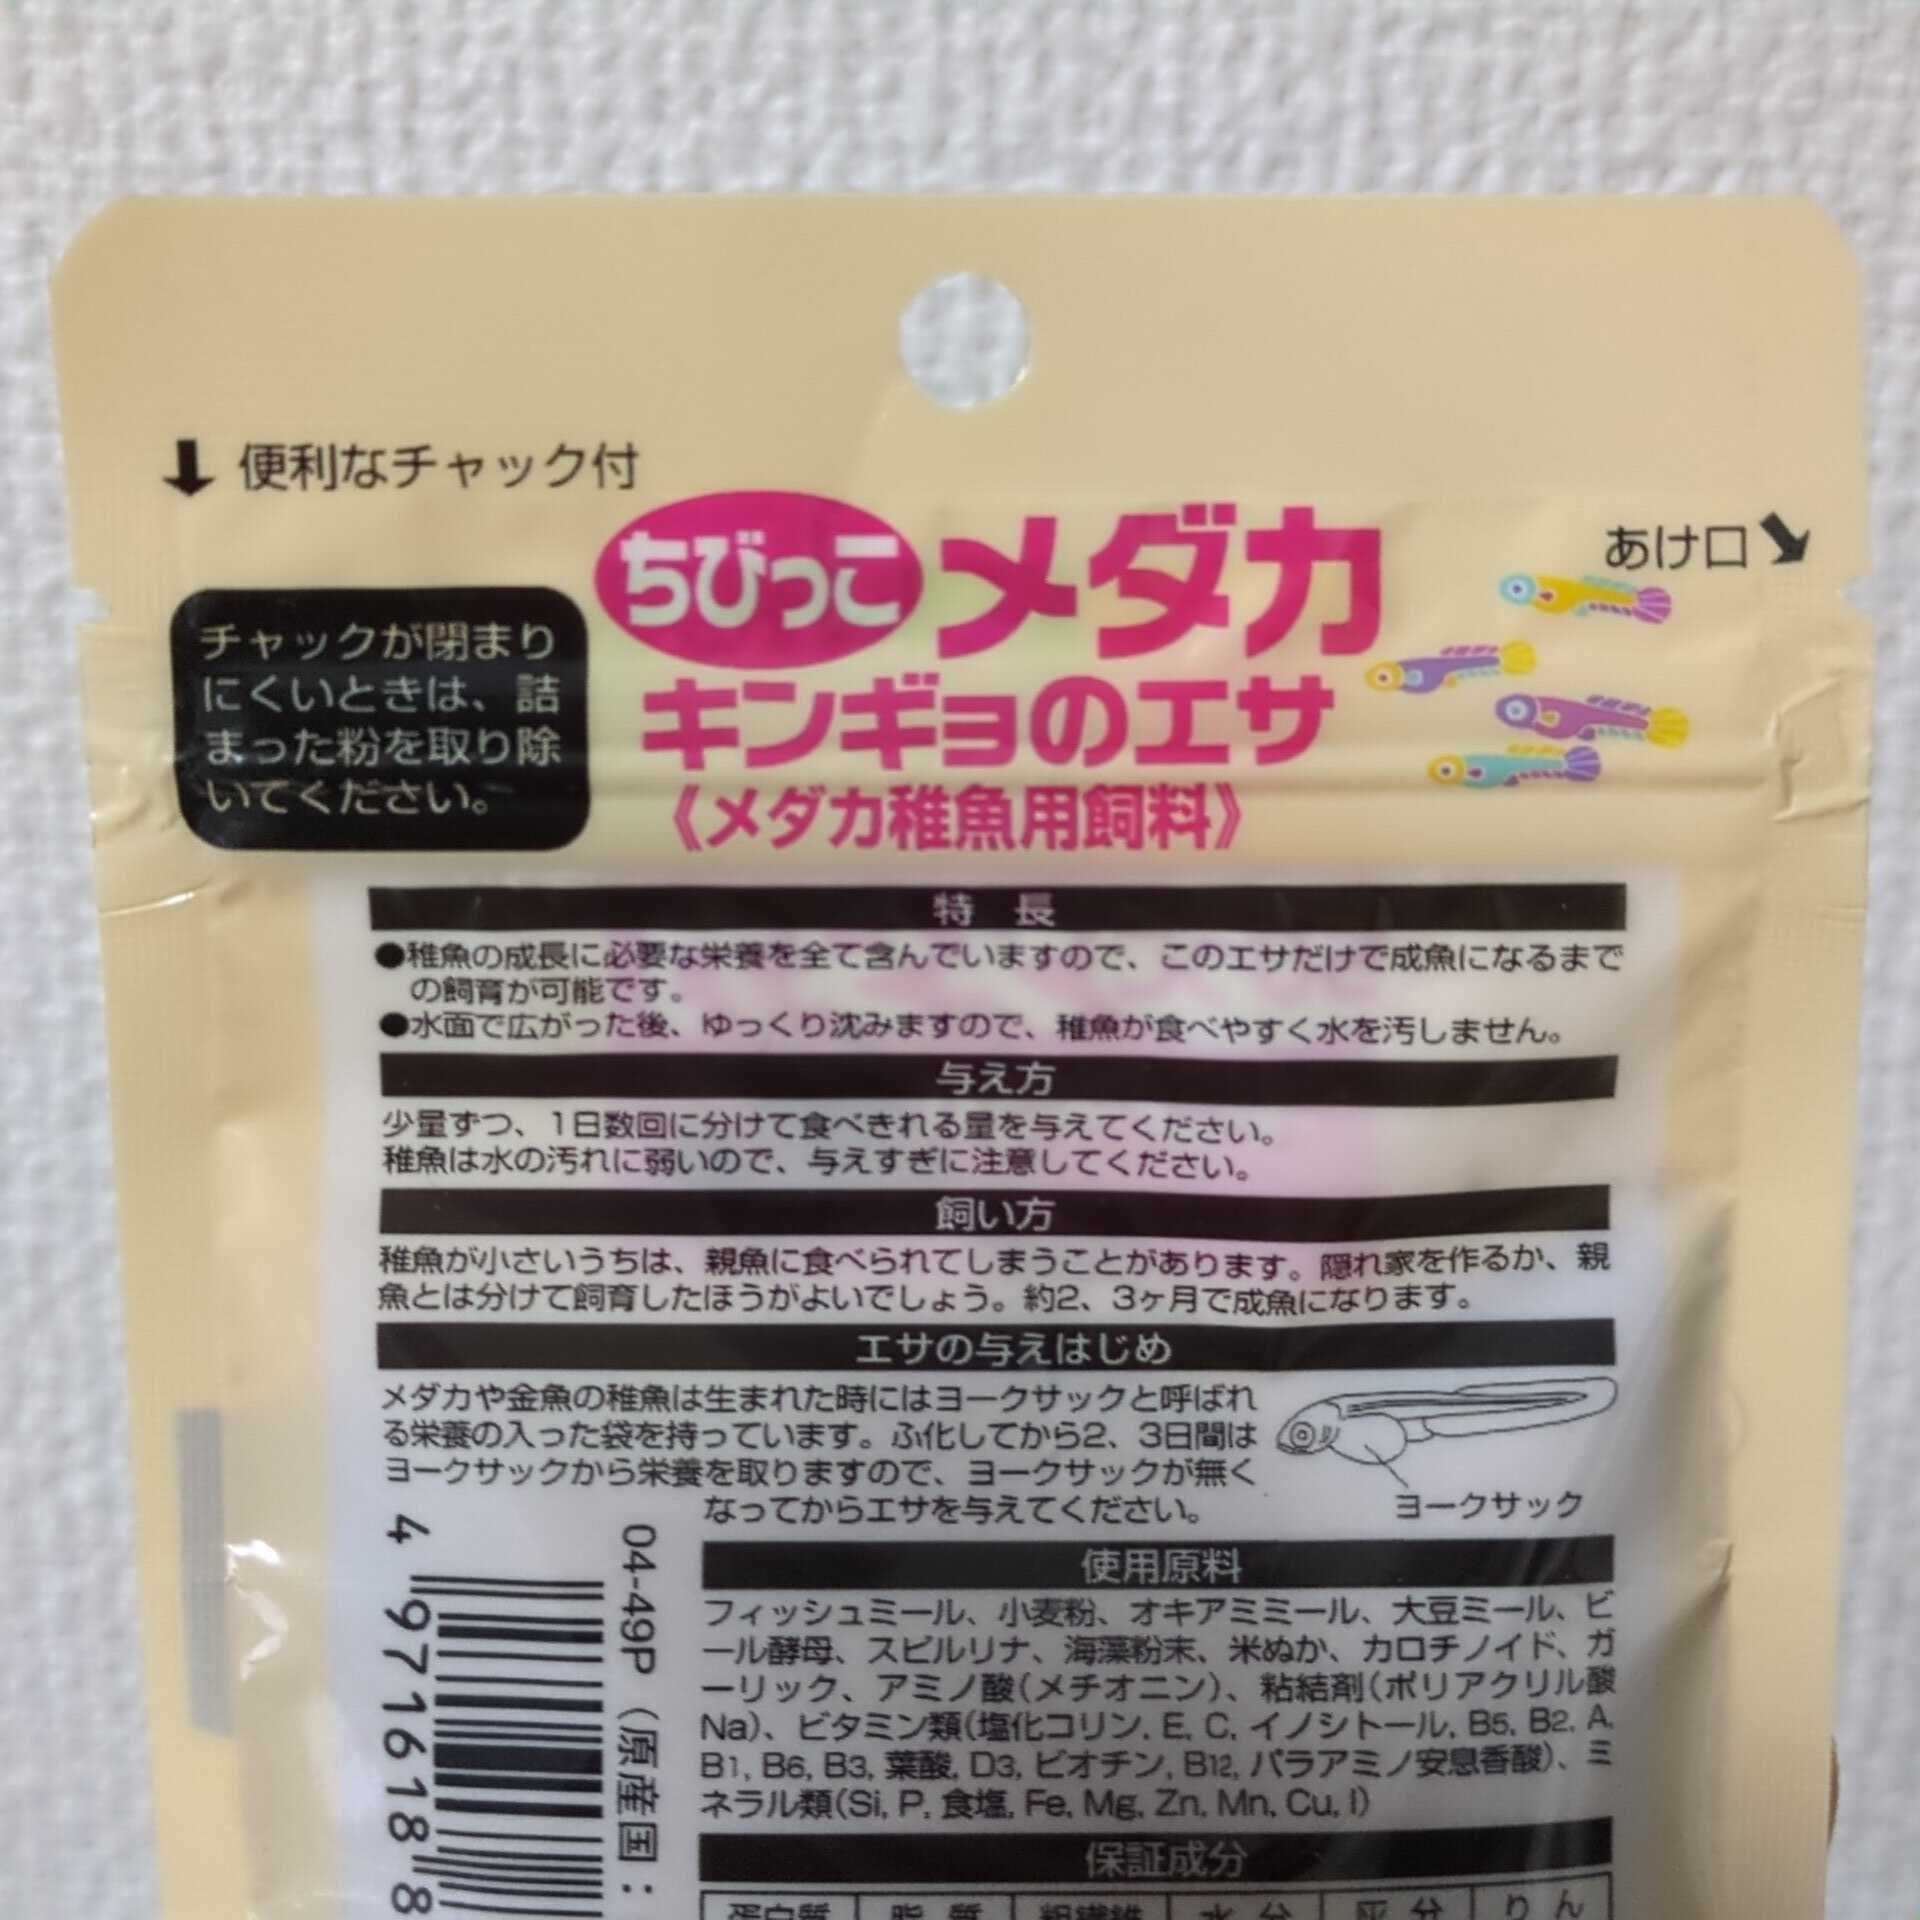 便利なチャック付
あけ口
ちびっこメダカ
キンギョのエサ
《メダカ稚魚用飼料》
チャックが閉まり
にくいときは、詰
まった粉を取り除
いてください。
特 長
●稚魚の成長に必要な栄養を全て含んでいますので、このエサだけで成魚になるまで
の飼育が可能です。
●水面で広がった後、ゆっくり沈みますので、稚魚が食べやすく水を汚しません。
与え方
少量ずつ、1日数回に分けて食べきれる量を与えてください。
稚魚は水の汚れに弱いので、与えすぎに注意してください。
飼い方
稚魚が小さいうちは、親魚に食べられてしまうことがあります。隠れ家を作るか、親
魚とは分けて飼育したほうがよいでしょう。約2、3ヶ月で成魚になります。
エサの与えはじめ
メダカや金魚の稚魚は生まれた時にはヨークサックと呼ばれ
る栄養の入った袋を持っています。ふ化してから2、3日間は
ヨークサックから栄養を取りますので、ヨークサックが無く
なってからエサを与えてください。
ヨークサック
使用原料
フィッシュミール、小麦粉、オキアミミール、大豆ミール、ビ
ール酵母、スピルリナ、海藻粉末、米ぬか、カロチノイド、ガ
ーリック、アミノ酸(メチオニン)、粘結剤(ポリアクリル酸
Na)、ビタミン類(塩化コリン, E, C, イノシトール, B5, B2, A,
B1, B6, B3, 葉酸, D3, ビオチン, B12, パラアミノ安息香酸)、ミ
ネラル類(Si, P, 食塩, Fe, Mg, Zn, Mn, Cu, I)
保証成分
蛋白質 脂 質 粗繊維 水 分 灰 分 りん
04-49P (原産国:
4 971618 8